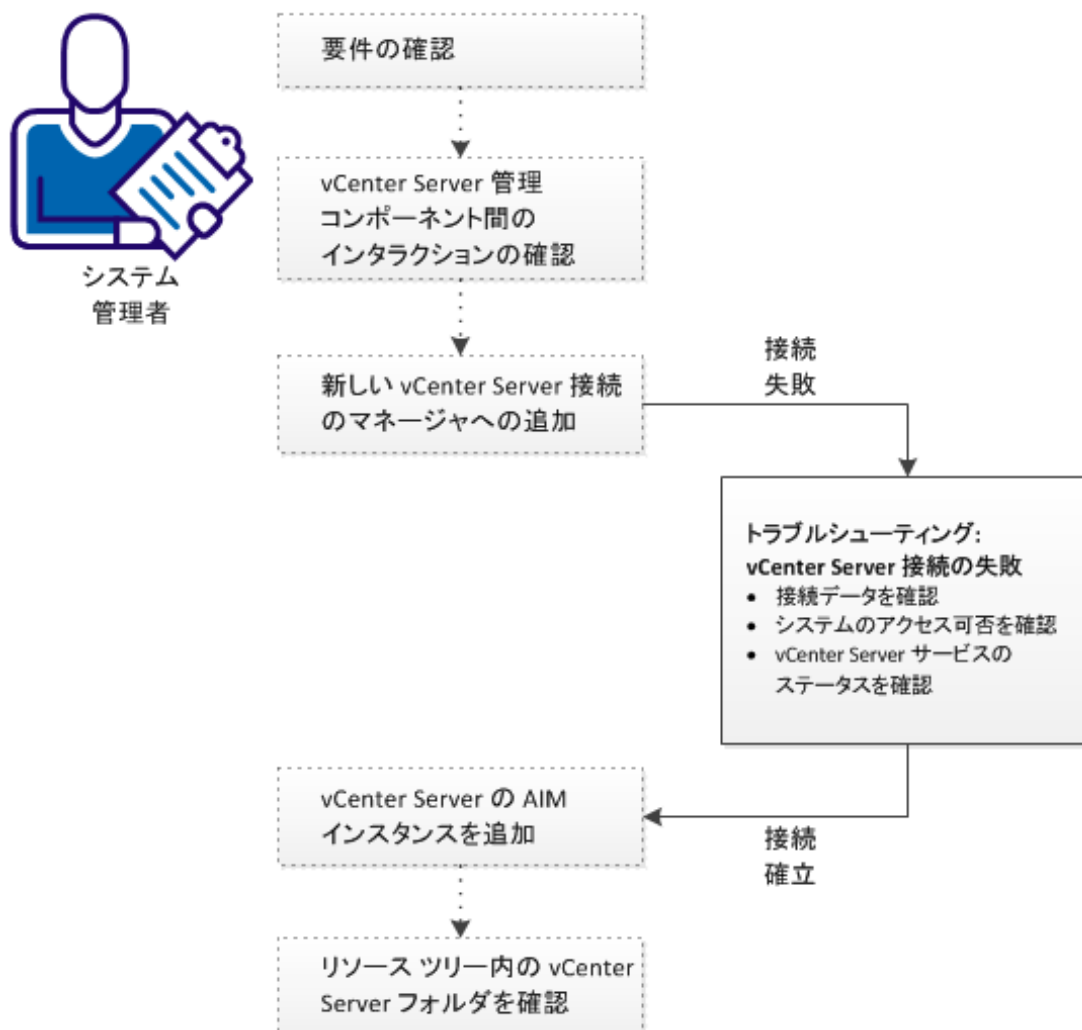 要件の確認
vCenter Server 管理
コンポーネント間の
インタラクションの確認
システム
管理者
新しい vCenter Server 接続
のマネージャへの追加
接続
失敗
トラブルシューティング:
vCenter Server 接続の失敗
• 接続データを確認
• システムのアクセス可否を確認
• vCenter Server サービスの
ステータスを確認
vCenter Server の AIM
インスタンスを追加
接続
確立
リソース ツリー内の vCenter
Server フォルダを確認